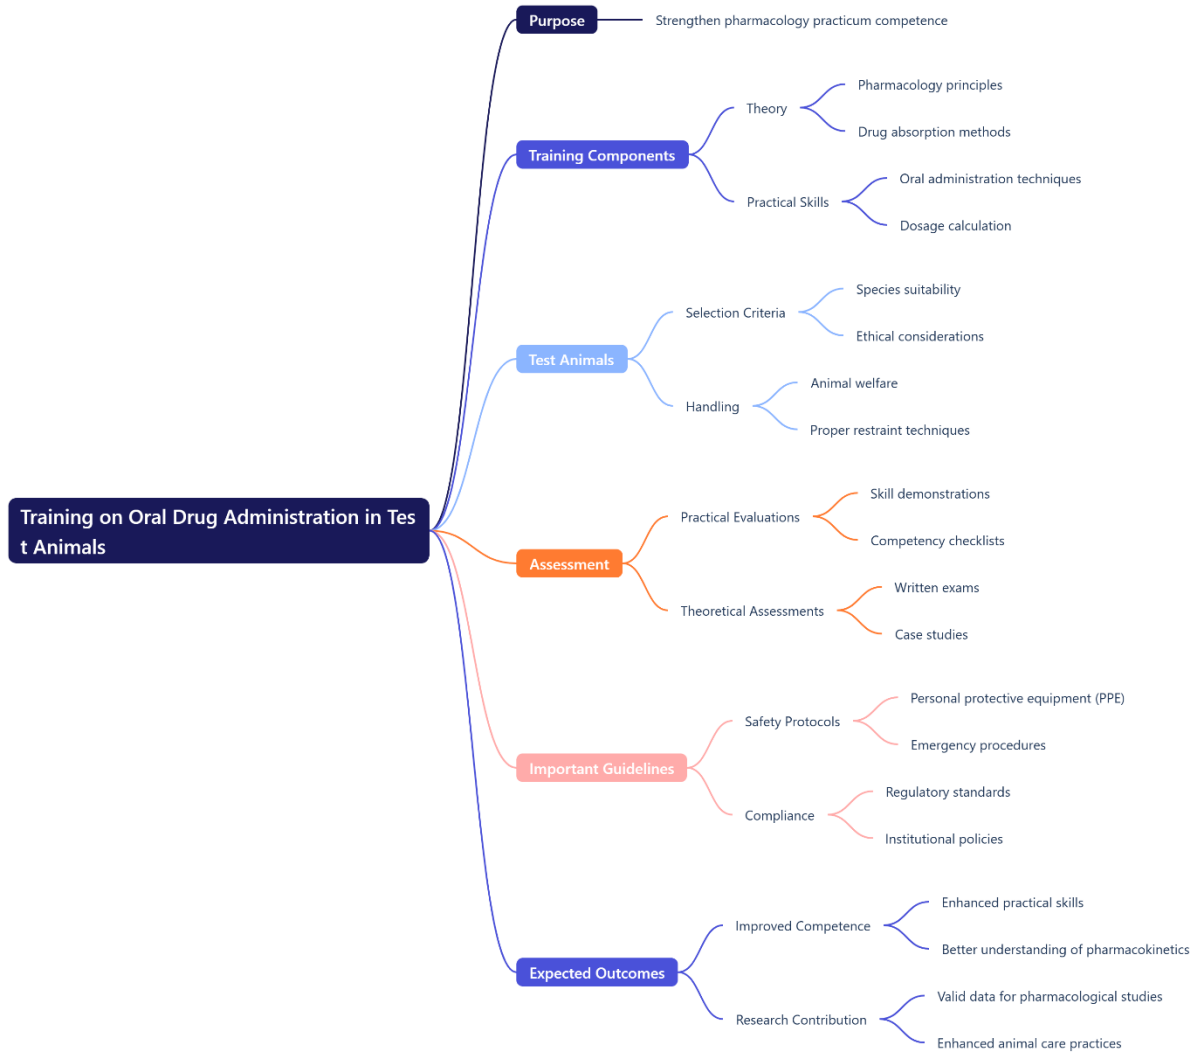 Training on Oral Drug Administration in Tes
t Animals
Purpose
Strengthen pharmacology practicum competence
Training Components
Theory
Pharmacology principles
Drug absorption methods
Practical Skills
Oral administration techniques
Dosage calculation
Test Animals
Selection Criteria
Species suitability
Ethical considerations
Handling
Animal welfare
Proper restraint techniques
Assessment
Practical Evaluations
Skill demonstrations
Competency checklists
Theoretical Assessments
Written exams
Case studies
Important Guidelines
Safety Protocols
Personal protective equipment (PPE)
Emergency procedures
Compliance
Regulatory standards
Institutional policies
Expected Outcomes
Improved Competence
Enhanced practical skills
Better understanding of pharmacokinetics
Research Contribution
Valid data for pharmacological studies
Enhanced animal care practices